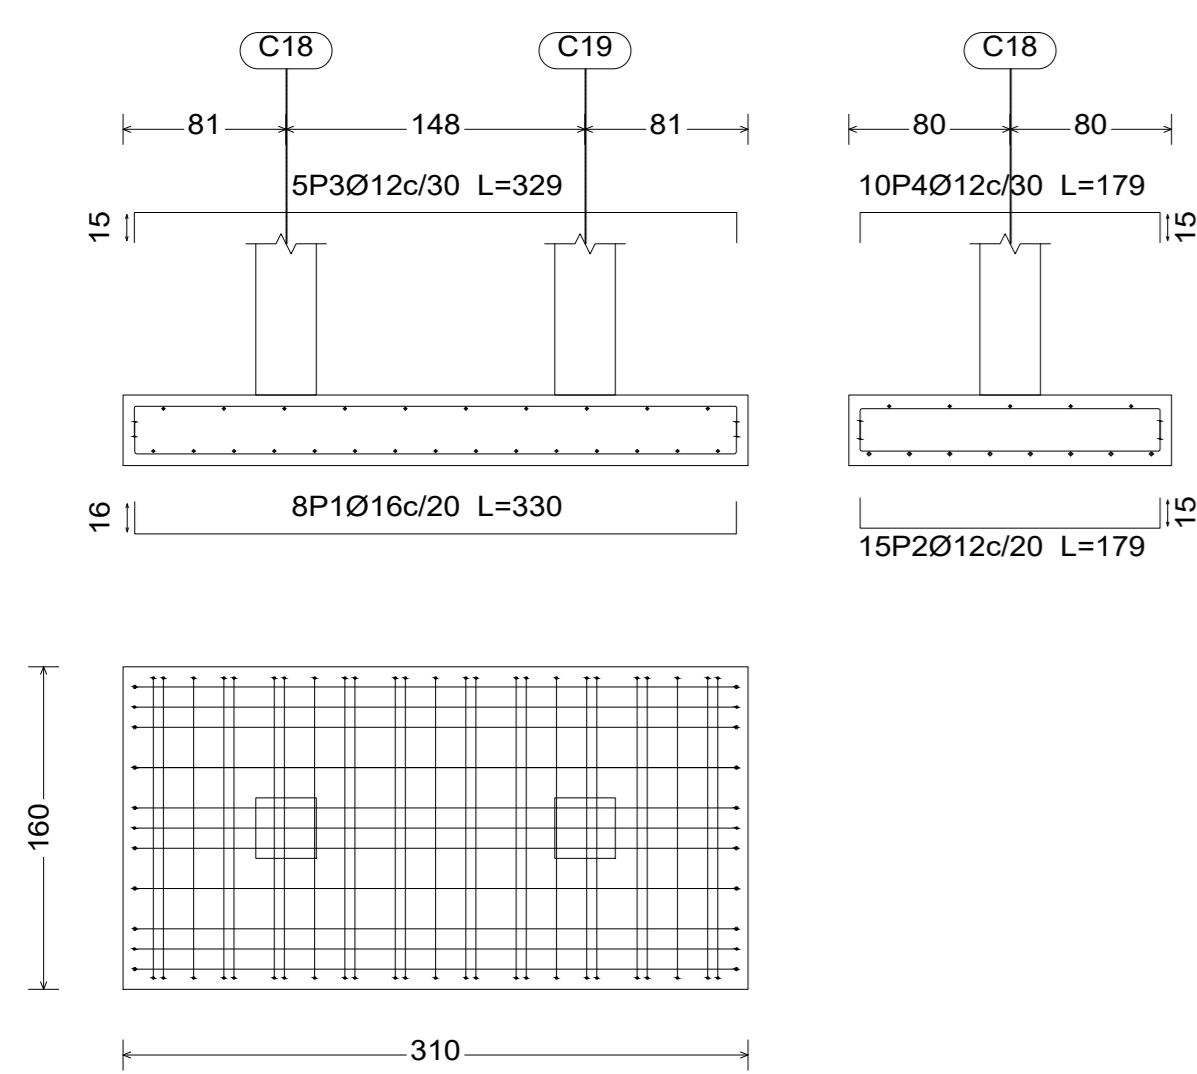 C18 C19 C18
81 148 81 80 80
5P3Ø12c/30 L=329 10P4Ø12c/30 L=179
15 15
16 8P1Ø16c/20 L=330 15
15P2Ø12c/20 L=179
160
310